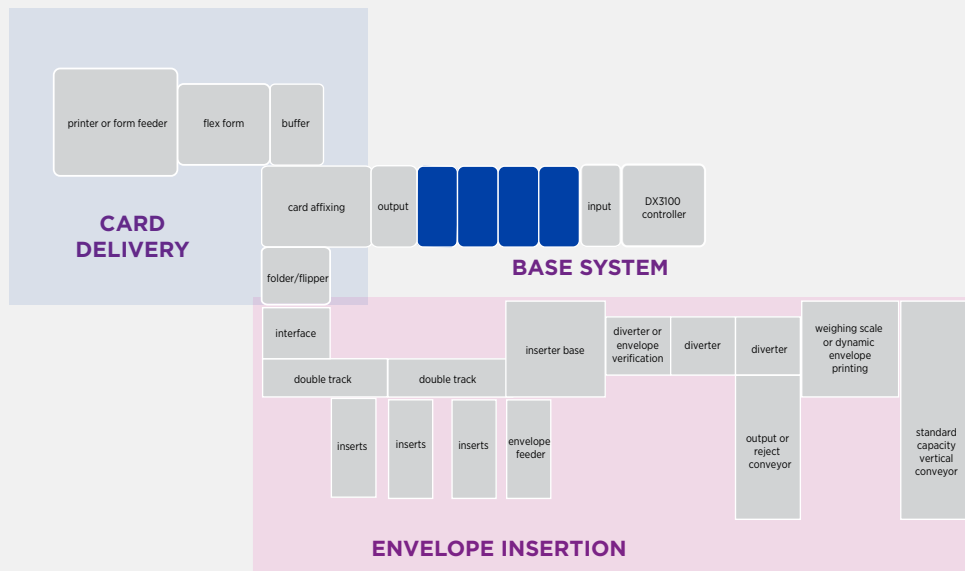 printer or form feeder
flex form
buffer
card affixing
output
input
DX3100
controller
CARD
DELIVERY
BASE SYSTEM
folder/flipper
interface
double track
double track
inserter base
diverter or
envelope
verification
diverter
diverter
weighing scale
or dynamic
envelope
printing
inserts
inserts
inserts
envelope
feeder
output or
reject
conveyor
standard
capacity
vertical
conveyor
ENVELOPE INSERTION